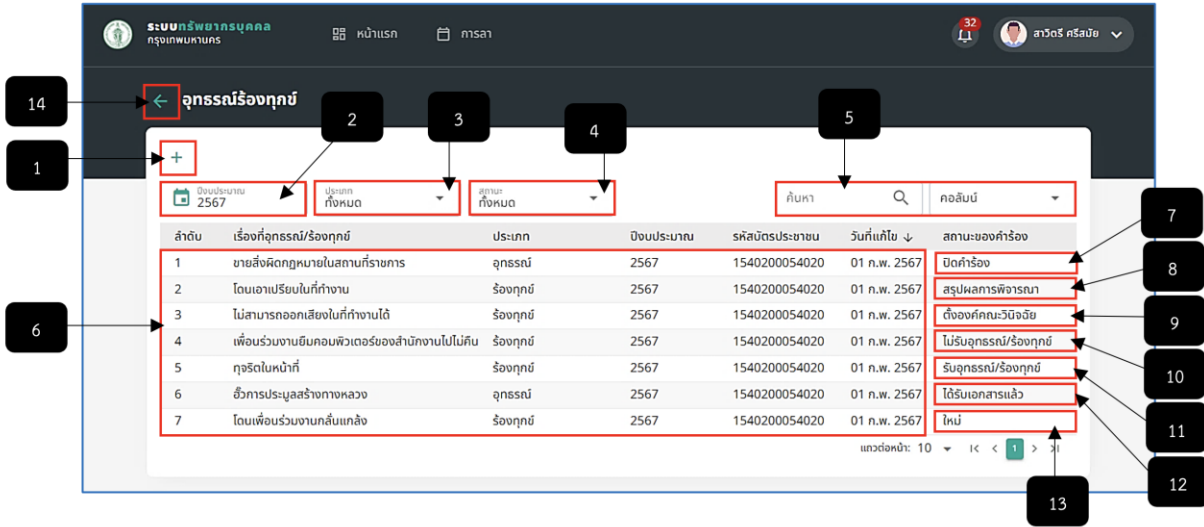 ระบบทรัพยากรบุคคล
กรุงเทพมหานคร
หน้าแรก
การลา
32
สาวิตรี ศรีสมัย
14
อุทธรณ์ร้องทุกข์
2
3
4
5
1
ปีงบประมาณ
2567
ประเภท
ทั้งหมด
สถานะ
ทั้งหมด
ค้นหา
คอลัมน์
ลำดับ เรื่องที่อุทธรณ์/ร้องทุกข์ ประเภท ปีงบประมาณ รหัสบัตรประชาชน วันที่แก้ไข สถานะของคำร้อง
7
1 ขายสิ่งผิดกฎหมายในสถานที่ราชการ อุทธรณ์ 2567 1540200054020 01 ก.พ. 2567 ปิดคำร้อง
8
2 โดนเอาเปรียบในที่ทำงาน ร้องทุกข์ 2567 1540200054020 01 ก.พ. 2567 สรุปผลการพิจารณา
3 ไม่สามารถออกเสียงในที่ทำงานได้ ร้องทุกข์ 2567 1540200054020 01 ก.พ. 2567 ตั้งองค์คณะวินิจฉัย
9
6
4 เพื่อนร่วมงานยืมคอมพิวเตอร์ของสำนักงานไปไม่คืน ร้องทุกข์ 2567 1540200054020 01 ก.พ. 2567 ไม่รับอุทธรณ์/ร้องทุกข์
5 ทุจริตในหน้าที่ ร้องทุกข์ 2567 1540200054020 01 ก.พ. 2567 รับอุทธรณ์/ร้องทุกข์
10
6 ฮั้วการประมูลสร้างทางหลวง อุทธรณ์ 2567 1540200054020 01 ก.พ. 2567 ได้รับเอกสารแล้ว
7 โดนเพื่อนร่วมงานกลั่นแกล้ง ร้องทุกข์ 2567 1540200054020 01 ก.พ. 2567 ใหม่
11
แถวต่อหน้า: 10 1
12
13